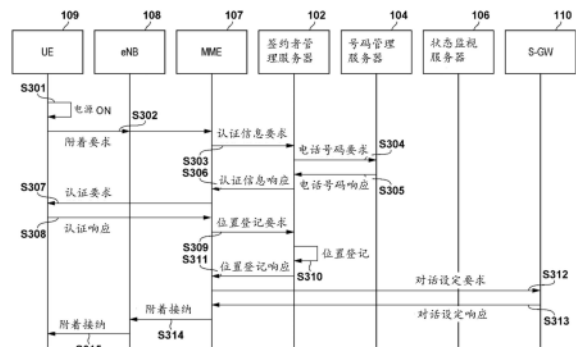 109 108 107 102 104 106 110
UE eNB MME 签约者管理服务器 号码管理服务器 状态监视服务器 S-GW
S301
电源 ON
S302
附着要求
认证信息要求
S303
电话号码要求
S304
S306
认证信息响应
电话号码响应
S305
S307
认证要求
S308
认证响应
位置登记要求
S309
位置登记
S311
位置登记响应
S310
对话设定要求
S312
附着接纳
对话设定响应
S313
附着接纳
S314